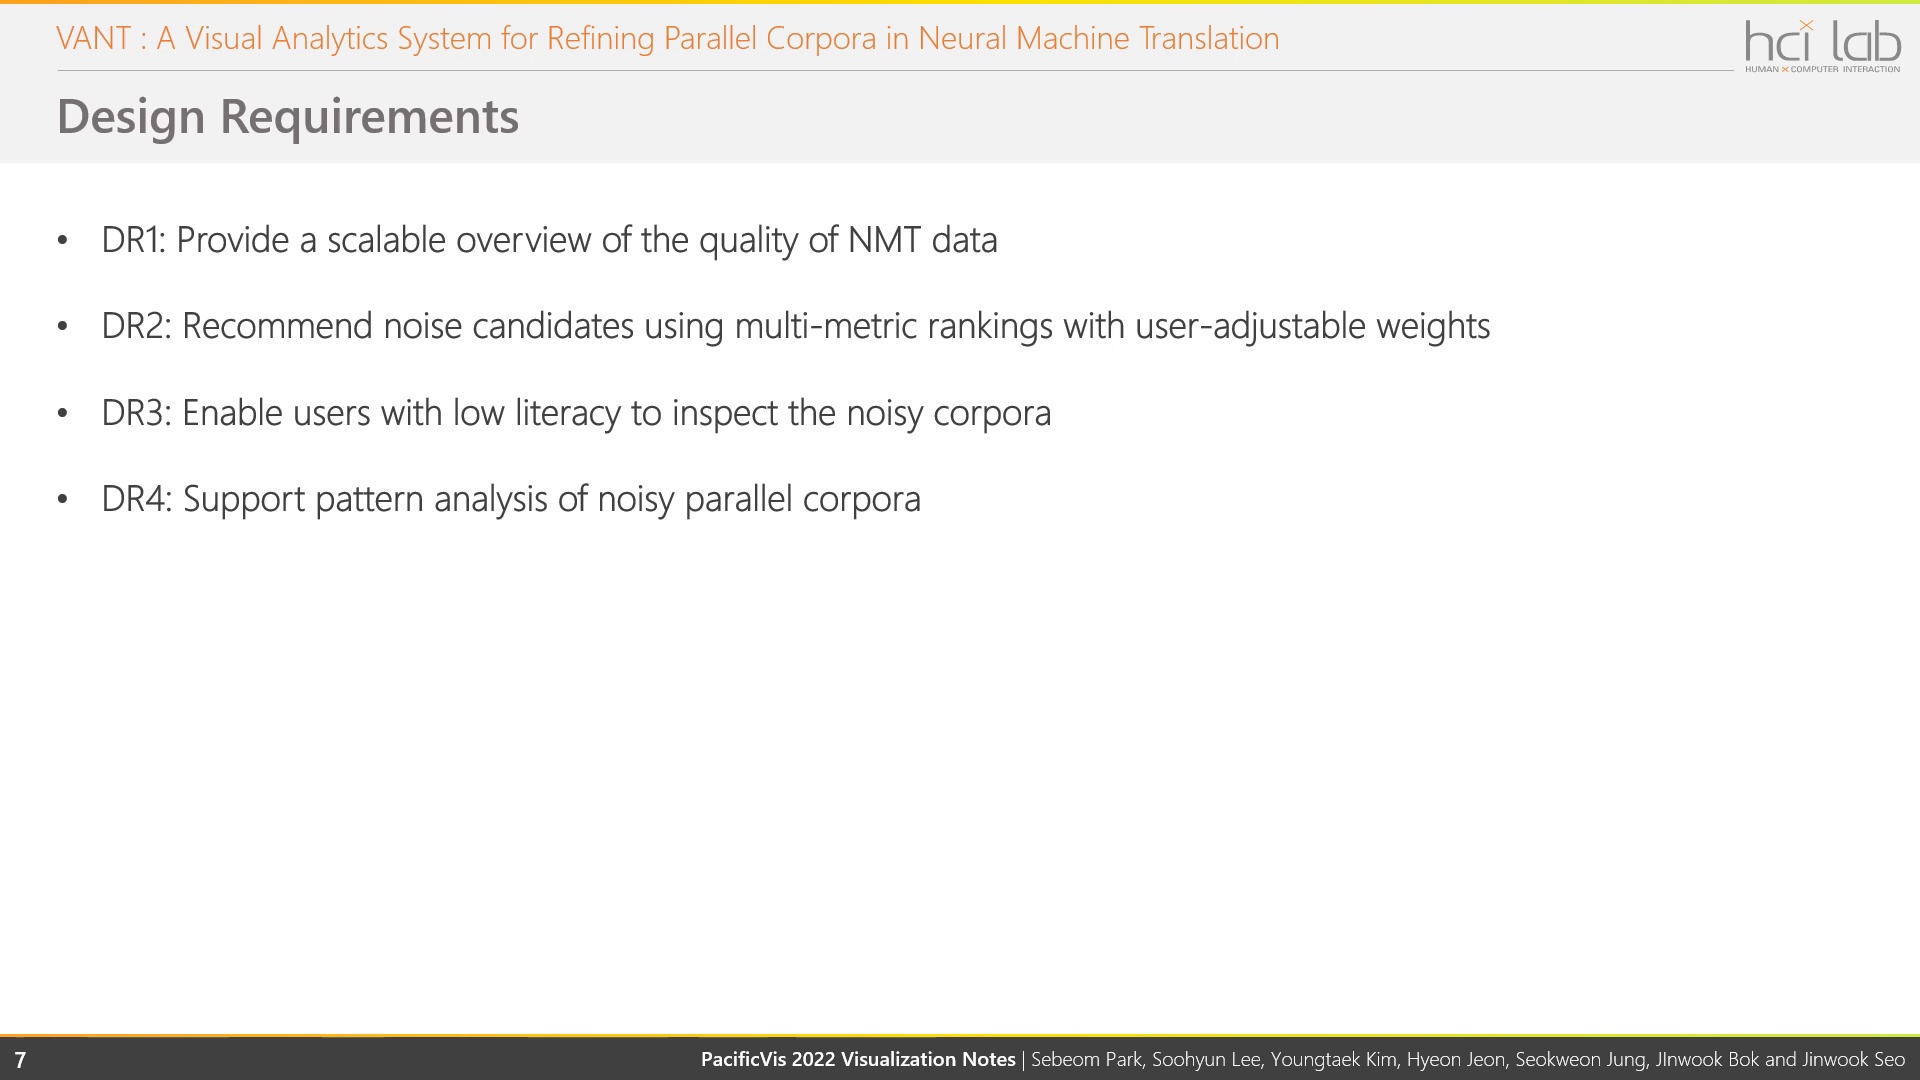 VANT : A Visual Analytics System for Refining Parallel Corpora in Neural Machine Translation
hci lab
HUMAN × COMPUTER INTERACTION
Design Requirements
• DR1: Provide a scalable overview of the quality of NMT data
• DR2: Recommend noise candidates using multi-metric rankings with user-adjustable weights
• DR3: Enable users with low literacy to inspect the noisy corpora
• DR4: Support pattern analysis of noisy parallel corpora
7
PacificVis 2022 Visualization Notes | Sebeom Park, Soohyun Lee, Youngtaek Kim, Hyeon Jeon, Seokweon Jung, JInwook Bok and Jinwook Seo